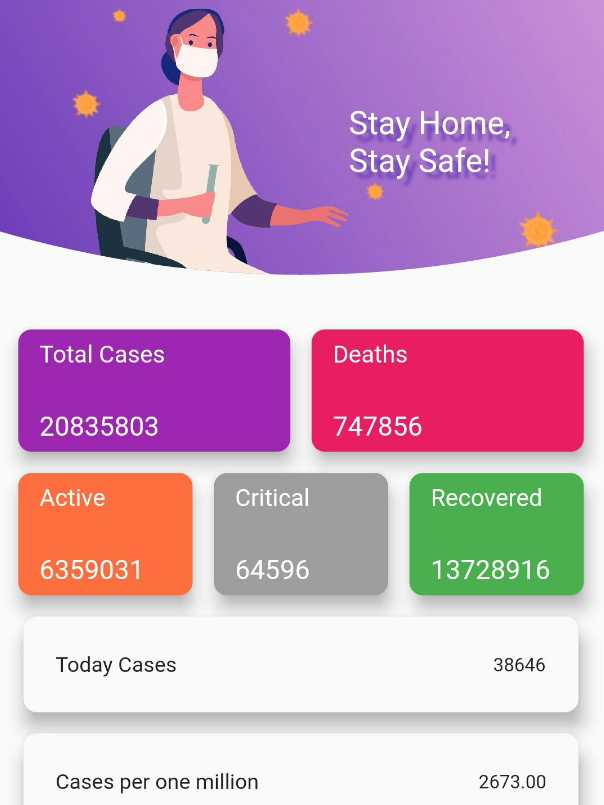 Stay Home,
Stay Safe!
Total Cases
20835803
Deaths
747856
Active
6359031
Critical
64596
Recovered
13728916
Today Cases
38646
Cases per one million
2673.00